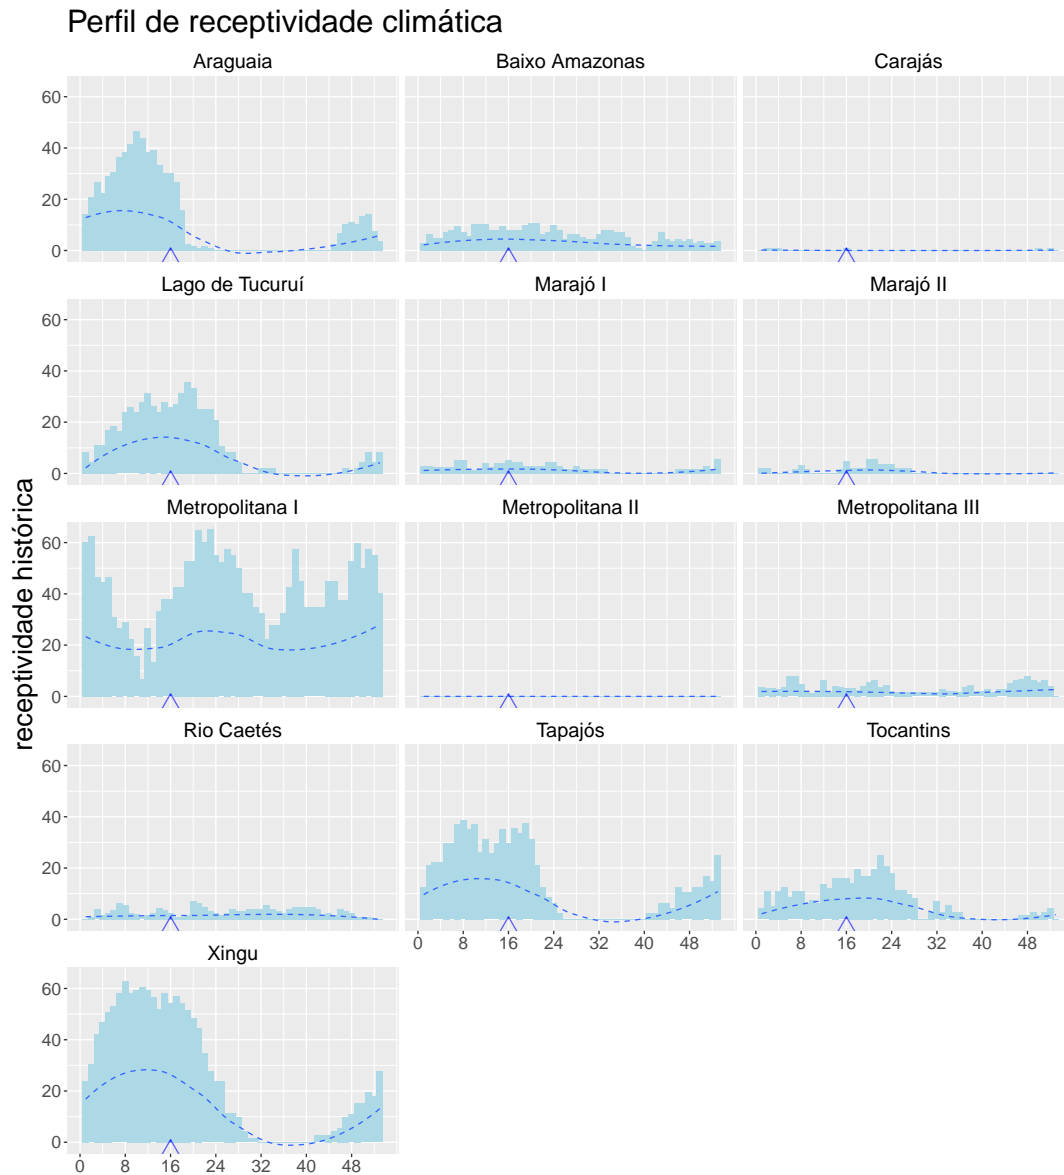 Perfil de receptividade climática
Araguaia Baixo Amazonas Carajás
60
40
20
0
Lago de Tucuruí Marajó I Marajó II
60
40
20
0
Metropolitana I Metropolitana II Metropolitana III
60
40
20
0
receptividade histórica
Rio Caetés Tapajós Tocantins
60
40
20
0
0 8 16 24 32 40 48 0 8 16 24 32 40 48
Xingu
60
40
20
0
0 8 16 24 32 40 48